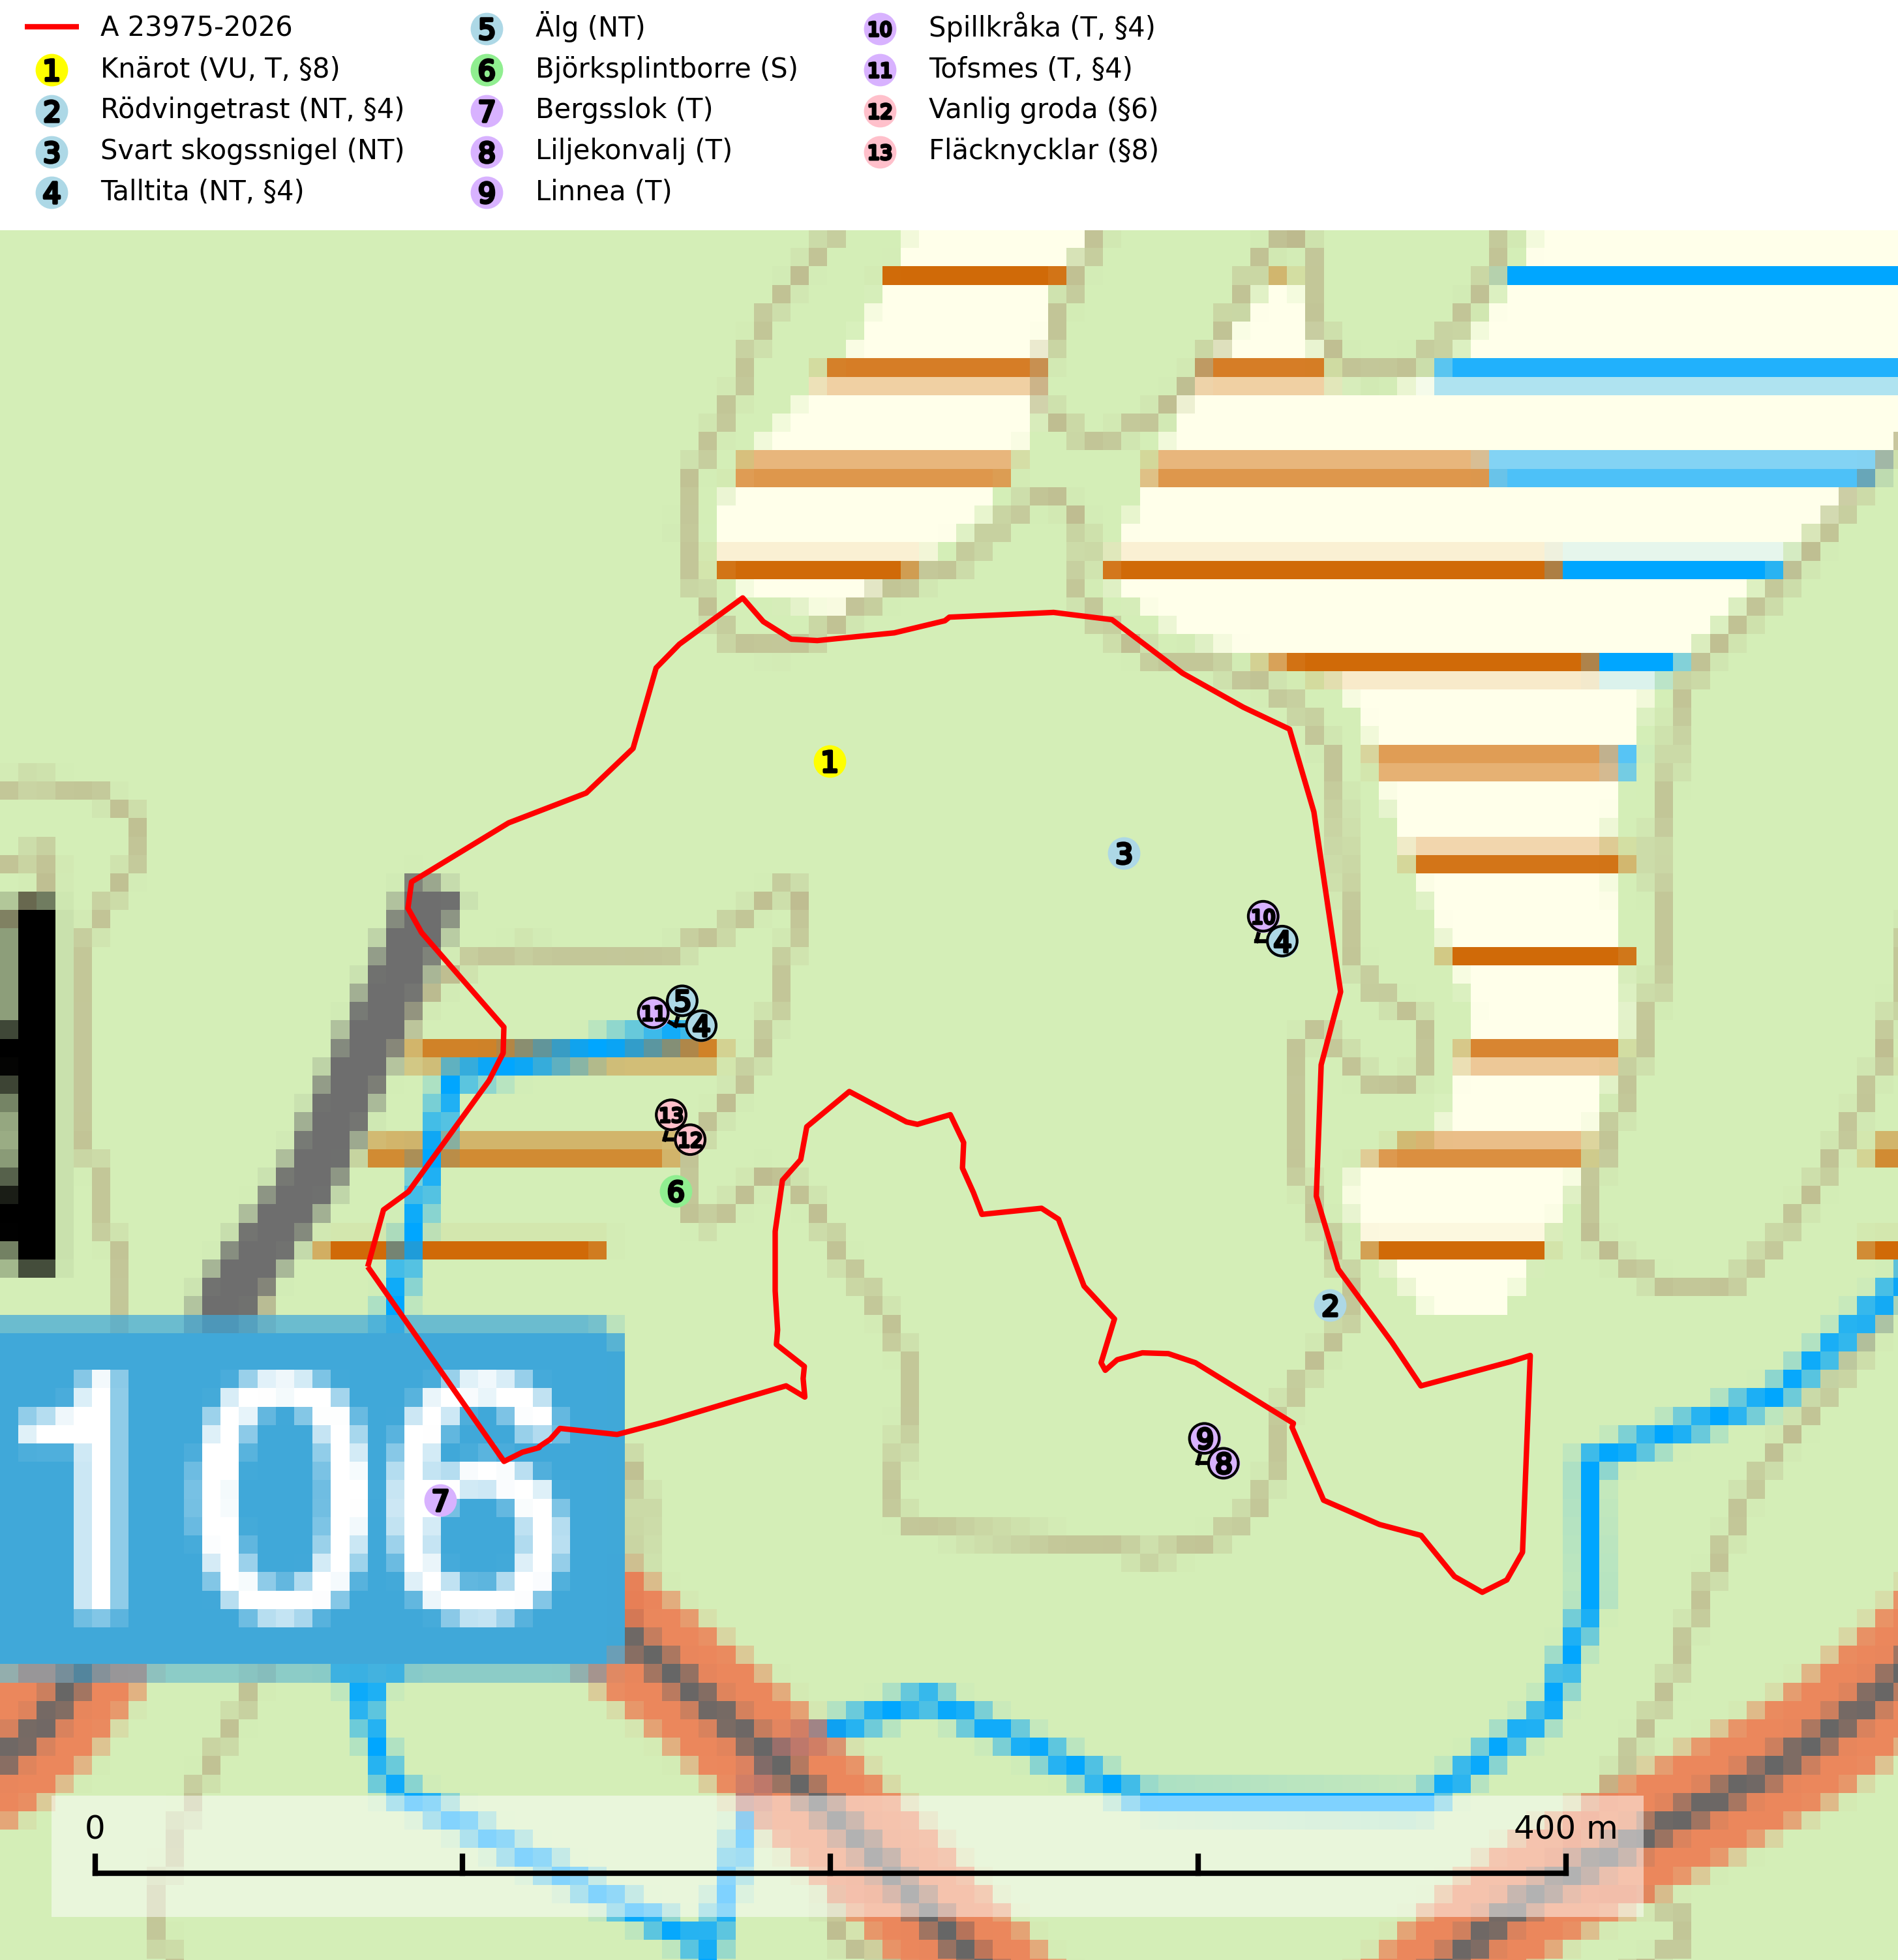 A 23975-2026
1 Knärot (VU, T, §8)
2 Rödvingetrast (NT, §4)
3 Svart skogssnigel (NT)
4 Talltita (NT, §4)
5 Älg (NT)
6 Björksplintborre (S)
7 Bergsslok (T)
8 Liljekonvalj (T)
9 Linnea (T)
10 Spillkråka (T, §4)
11 Tofsmes (T, §4)
12 Vanlig groda (§6)
13 Fläcknycklar (§8)
1
3
10
4
5
11
4
13
12
6
2
9
8
106
7
0
400 m